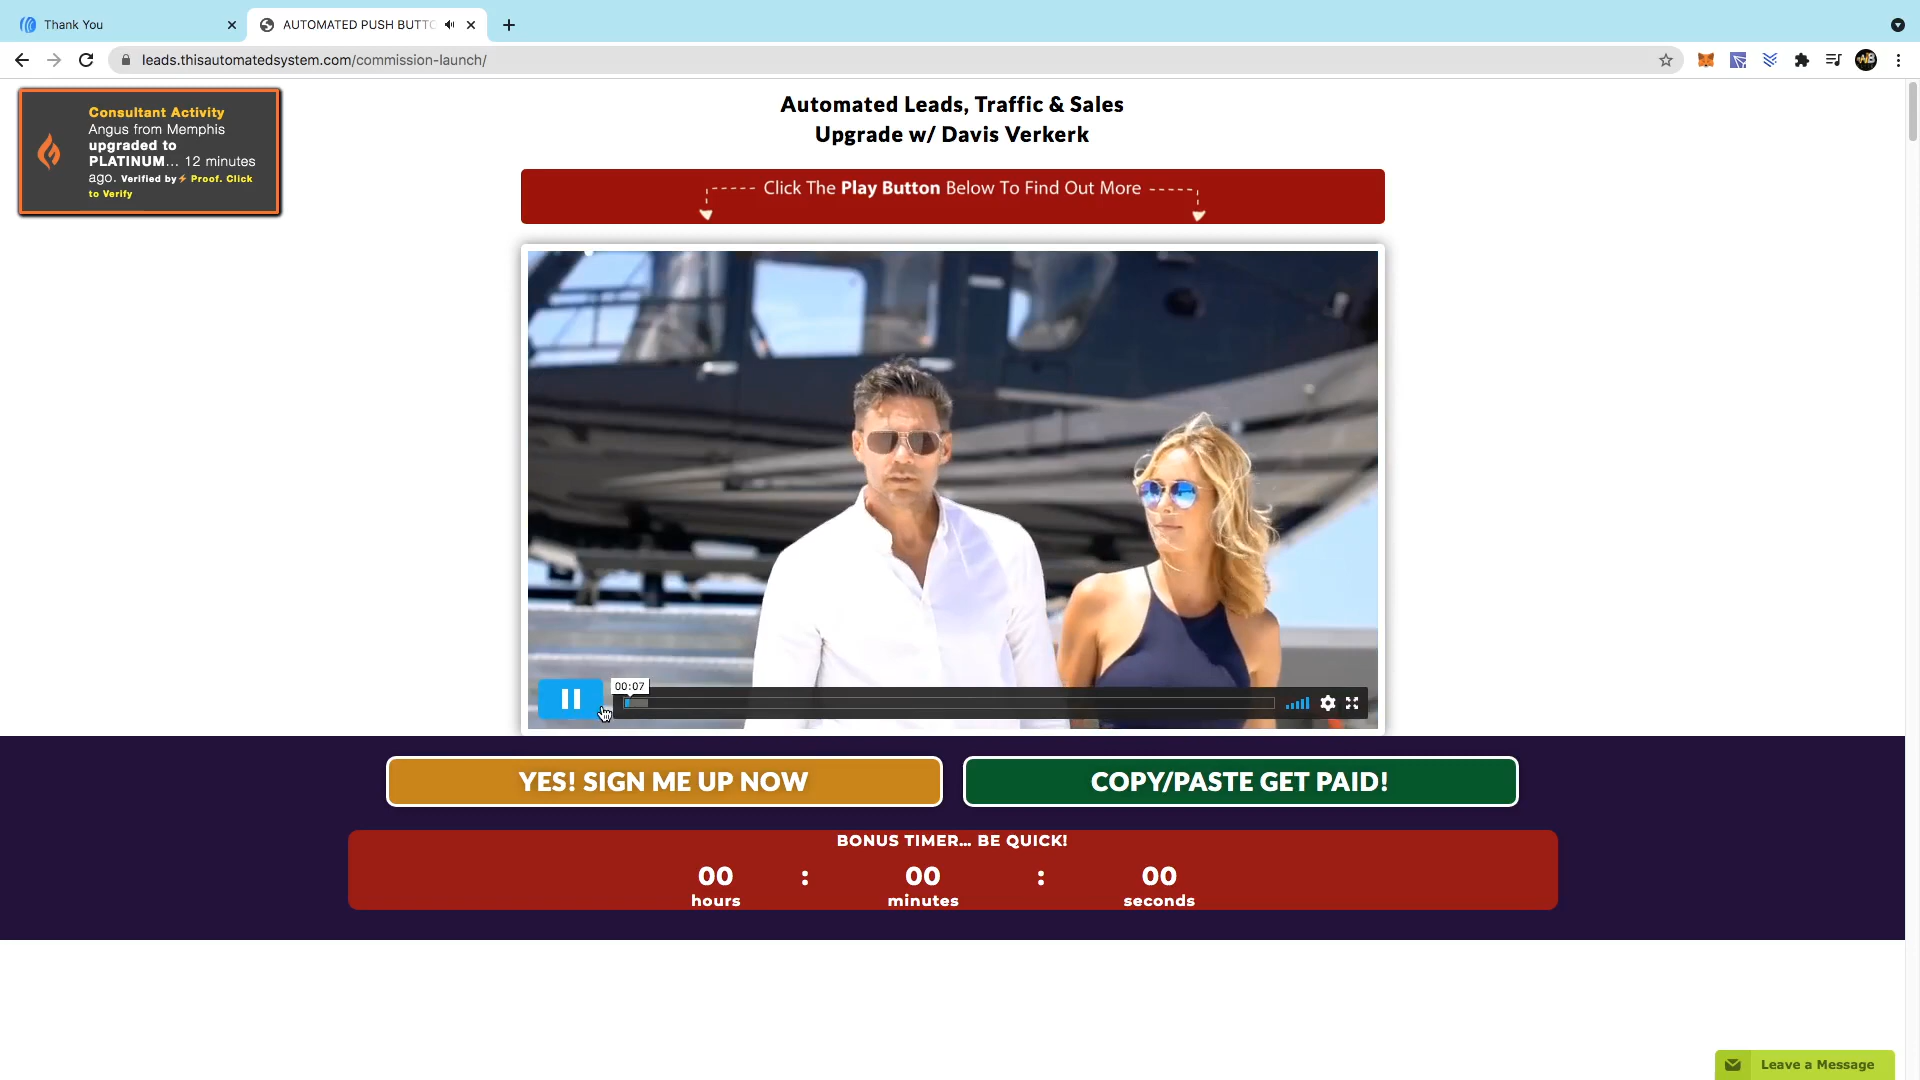 Thank You
AUTOMATED PUSH BUTTO
leads.thisautomatedsystem.com/commission-launch/
Consultant Activity
Angus from Memphis
upgraded to
PLATINUM... 12 minutes
ago. Verified by⚡ Proof. Click
to Verify
Automated Leads, Traffic & Sales
Upgrade w/ Davis Verkerk
Click The Play Button Below To Find Out More
00:07
YES! SIGN ME UP NOW
COPY/PASTE GET PAID!
BONUS TIMER... BE QUICK!
00 : 00 : 00
hours minutes seconds
Leave a Message